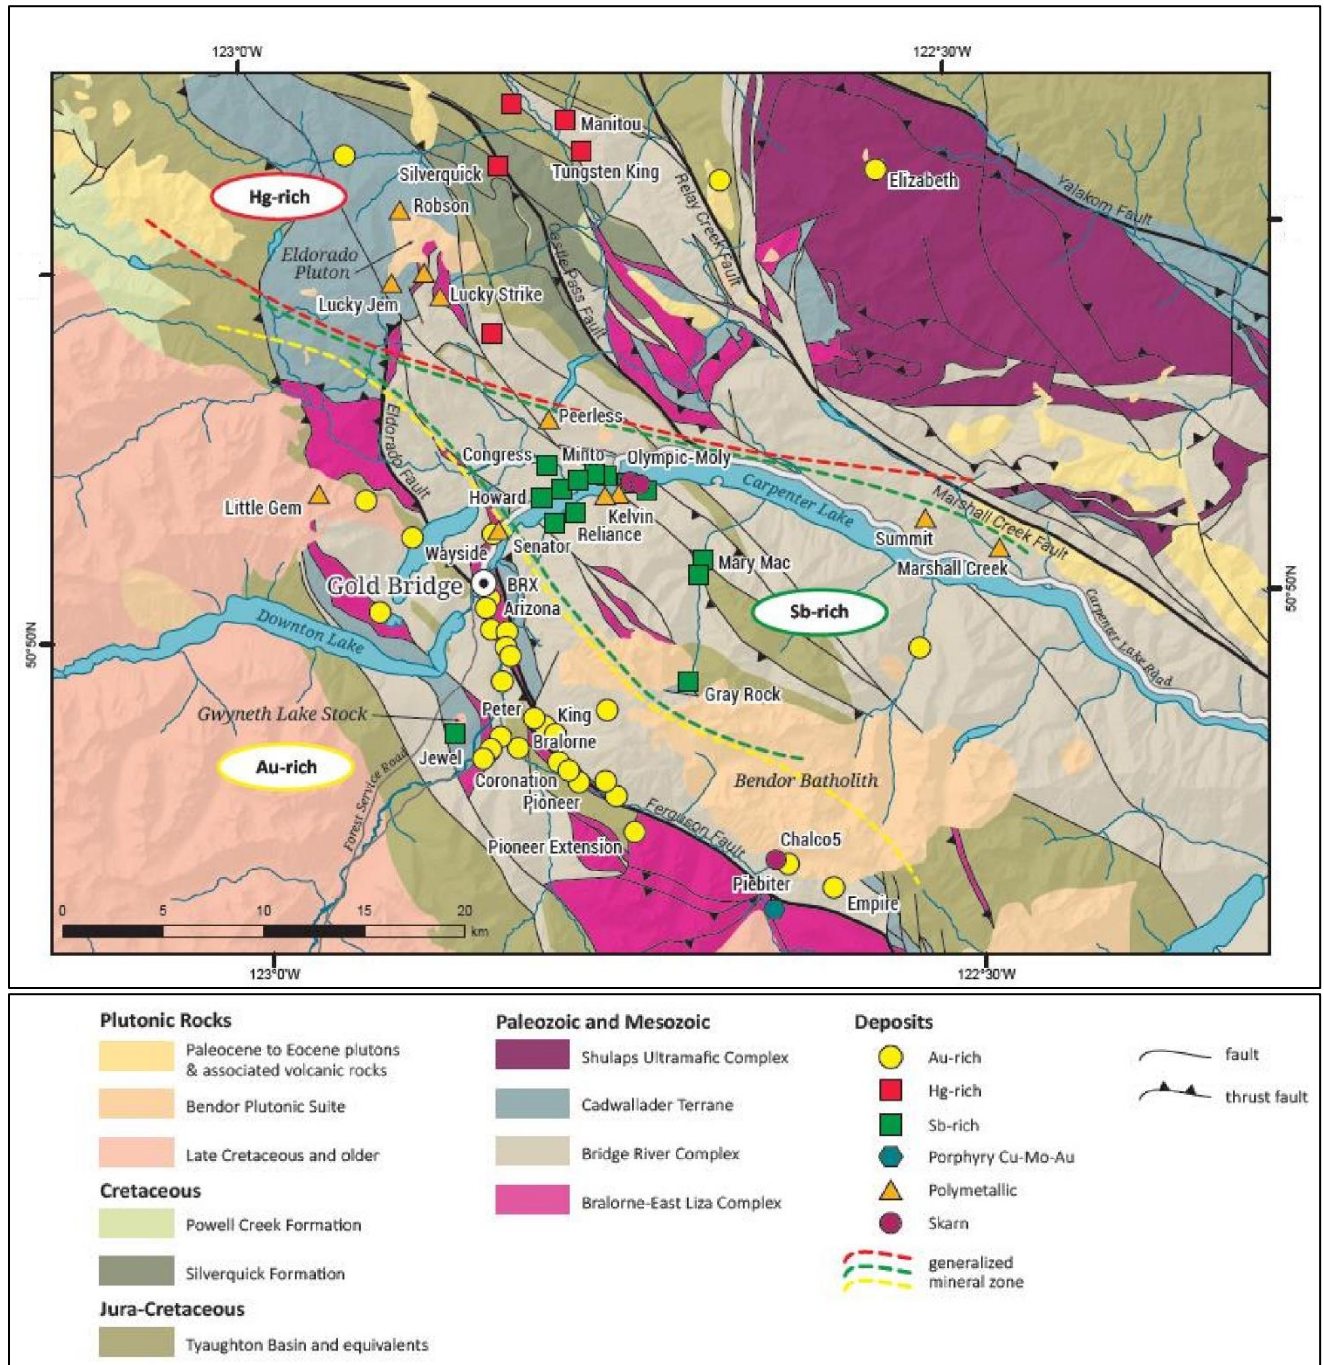 123°0'W
122°30'W
Manitou
Silverquick
Tungsten King
Elizabeth
Hg-rich
Robson
Relay Creek Fault
Yalakom Fault
Eldorado
Pluton
Castle Pass Fault
Lucky Jem
Lucky Strike
Peerless
Eldorado Fault
Congress
Minto
Olympic-Moly
Carpenter Lake
Howard
Little Gem
Kelvin
Reliance
Marshall Creek Fault
Summit
Wayside
Senator
Mary Mac
Marshall Creek
Gold Bridge
BRX
Arizona
Sb-rich
50°50'N
Downton Lake
Carpenter Lake Road
50°50'N
Gray Rock
Gwyneth Lake Stock
Peter
King
Jewel
Bralorne
Au-rich
Coronation
Bendor Batholith
Pioneer
Forest Service Road
Ferguson Fault
Pioneer Extension
Chalco5
Piebiter
Empire
0 5 10 15 20
km
123°0'W
122°30'W
Plutonic Rocks
Paleocene to Eocene plutons
& associated volcanic rocks
Bendor Plutonic Suite
Late Cretaceous and older
Cretaceous
Powell Creek Formation
Silverquick Formation
Jura-Cretaceous
Tyaughton Basin and equivalents
Paleozoic and Mesozoic
Shulaps Ultramafic Complex
Cadwallader Terrane
Bridge River Complex
Bralorne-East Liza Complex
Deposits
Au-rich
Hg-rich
Sb-rich
Porphyry Cu-Mo-Au
Polymetallic
Skarn
generalized
mineral zone
fault
thrust fault